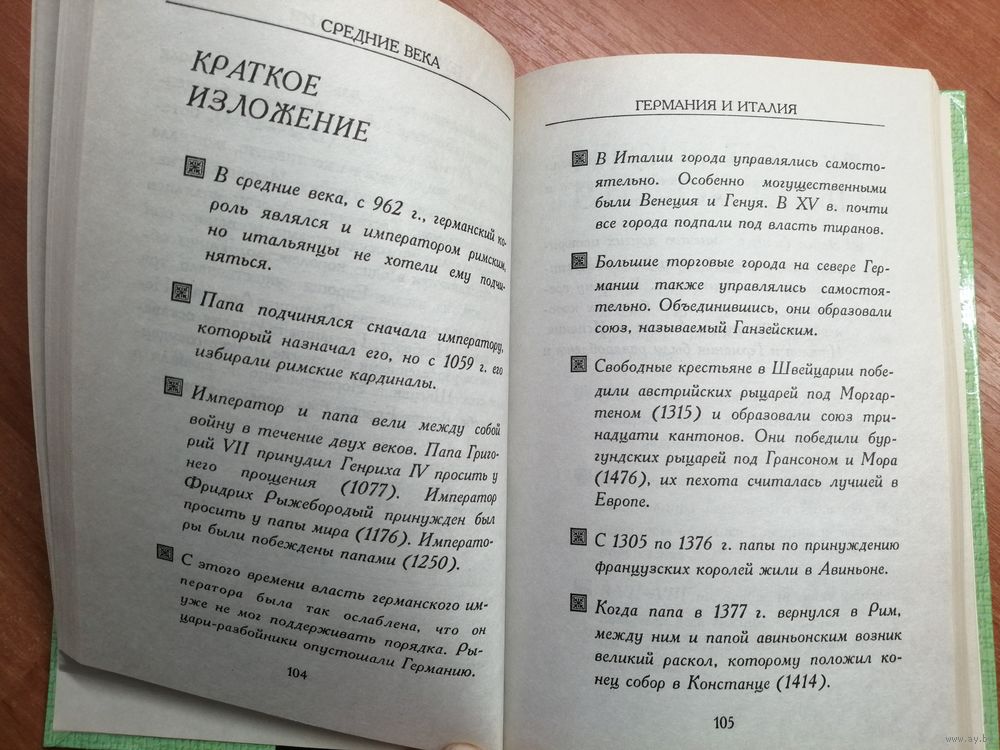 СРЕДНИЕ ВЕКА
КРАТКОЕ
ИЗЛОЖЕНИЕ
В средние века, с 962 г., германский ко-
роль являлся и императором римским,
но итальянцы не хотели ему подчи-
няться.
Папа подчинялся сначала императору,
который назначал его, но с 1059 г. его
избирали римские кардиналы.
Император и папа вели между собой
войну в течение двух веков. Папа Григо-
рий VII принудил Генриха IV просить у
него прощения (1077). Император
Фридрих Рыжебородый принужден был
просить у папы мира (1176). Императо-
ры были побеждены папами (1250).
С этого времени власть германского им-
ператора была так ослаблена, что он
уже не мог поддерживать порядка. Ры-
цари-разбойники опустошали Германию.
104
ГЕРМАНИЯ И ИТАЛИЯ
В Италии города управлялись самосто-
ятельно. Особенно могущественными
были Венеция и Генуя. В XV в. почти
все города подпали под власть тиранов.
Большие торговые города на севере Гер-
мании также управлялись самостоя-
тельно. Объединившись, они образовали
союз, называемый Ганзейским.
Свободные крестьяне в Швейцарии побе-
дили австрийских рыцарей под Моргар-
теном (1315) и образовали союз три-
надцати кантонов. Они победили бур-
гундских рыцарей под Грансоном и Мора
(1476), их пехота считалась лучшей в
Европе.
С 1305 по 1376 г. папы по принуждению
французских королей жили в Авиньоне.
Когда папа в 1377 г. вернулся в Рим,
между ним и папой авиньонским возник
великий раскол, которому положил ко-
нец собор в Констанце (1414).
105
www.ay.by